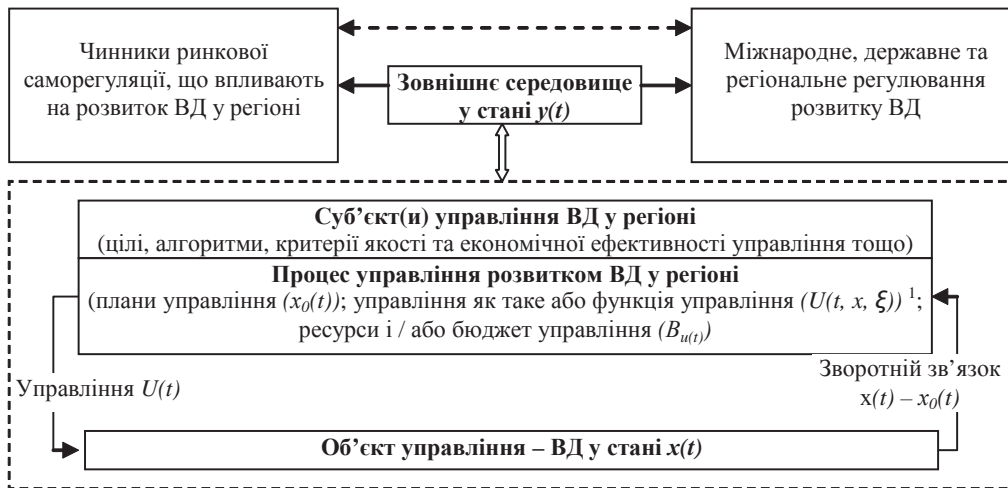 Чинники ринкової
саморегуляції, що впливають
на розвиток ВД у регіоні
Зовнішнє середовище
у стані y(t)
Міжнародне, державне та
регіональне регулювання
розвитку ВД
Суб’єкт(и) управління ВД у регіоні
(цілі, алгоритми, критерії якості та економічної ефективності управління тощо)
Процес управління розвитком ВД у регіоні
(плани управління (x₀(t)); управління як таке або функція управління (U(t, x, ξ)) ¹;
ресурси і / або бюджет управління (Bᵤ₍ₜ₎)
Управління U(t)
Зворотній зв’язок
x(t) – x₀(t)
Об’єкт управління – ВД у стані x(t)